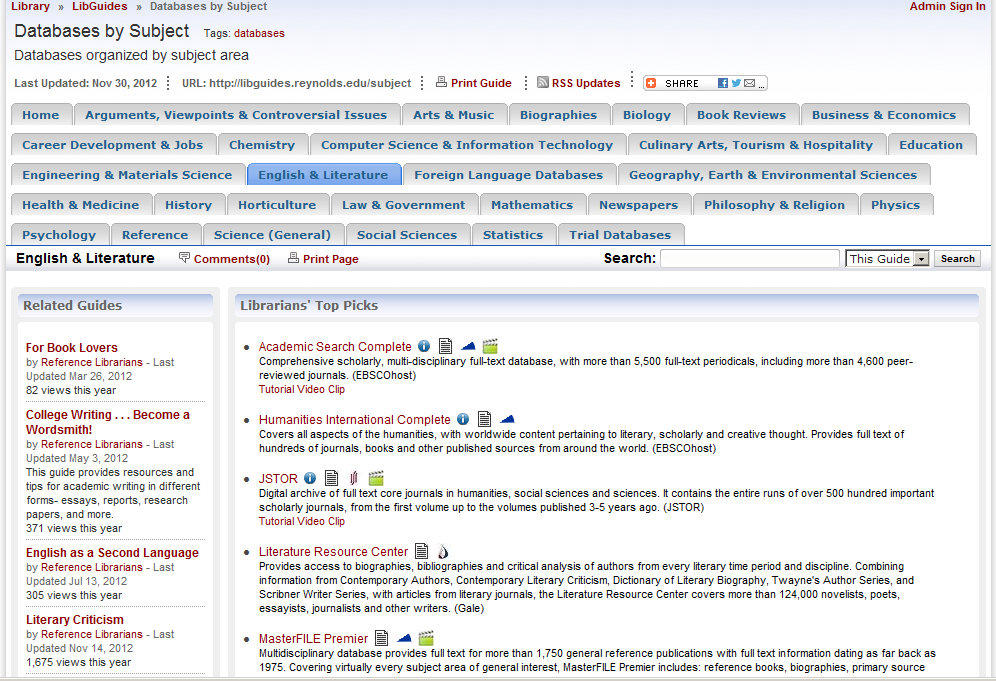 Library » LibGuides » Databases by Subject Admin Sign In
Databases by Subject Tags: databases
Databases organized by subject area
Last Updated: Nov 30, 2012 URL: http://libguides.reynolds.edu/subject Print Guide RSS Updates SHARE ...
Home Arguments, Viewpoints & Controversial Issues Arts & Music Biographies Biology Book Reviews Business & Economics
Career Development & Jobs Chemistry Computer Science & Information Technology Culinary Arts, Tourism & Hospitality Education
Engineering & Materials Science English & Literature Foreign Language Databases Geography, Earth & Environmental Sciences
Health & Medicine History Horticulture Law & Government Mathematics Newspapers Philosophy & Religion Physics
Psychology Reference Science (General) Social Sciences Statistics Trial Databases
English & Literature Comments(0) Print Page Search: This Guide Search
Related Guides
For Book Lovers
by Reference Librarians - Last
Updated Mar 26, 2012
82 views this year
College Writing . . . Become a
Wordsmith!
by Reference Librarians - Last
Updated May 3, 2012
This guide provides resources and
tips for academic writing in different
forms- essays, reports, research
papers, and more.
371 views this year
English as a Second Language
by Reference Librarians - Last
Updated Jul 13, 2012
305 views this year
Literary Criticism
by Reference Librarians - Last
Updated Nov 14, 2012
1,675 views this year
Librarians' Top Picks
Academic Search Complete
Comprehensive scholarly, multi-disciplinary full-text database, with more than 5,500 full-text periodicals, including more than 4,600 peer-
reviewed journals. (EBSCOhost)
Tutorial Video Clip
Humanities International Complete
Covers all aspects of the humanities, with worldwide content pertaining to literary, scholarly and creative thought. Provides full text of
hundreds of journals, books and other published sources from around the world. (EBSCOhost)
JSTOR
Digital archive of full text core journals in humanities, social sciences and sciences. It contains the entire runs of over 500 hundred important
scholarly journals, from the first volume up to the volumes published 3-5 years ago. (JSTOR)
Tutorial Video Clip
Literature Resource Center
Provides access to biographies, bibliographies and critical analysis of authors from every literary time period and discipline. Combining
information from Contemporary Authors, Contemporary Literary Criticism, Dictionary of Literary Biography, Twayne's Author Series, and
Scribner Writer Series, with articles from literary journals, the Literature Resource Center covers more than 124,000 novelists, poets,
essayists, journalists and other writers. (Gale)
MasterFILE Premier
Multidisciplinary database provides full text for more than 1,750 general reference publications with full text information dating as far back as
1975. Covering virtually every subject area of general interest, MasterFILE Premier includes: reference books, biographies, primary source